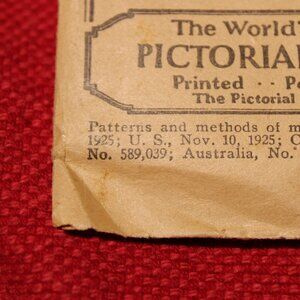 The World'
PICTORIAL
Printed · · P
The Pictorial
Patterns and methods of m
1925; U. S., Nov. 10, 1925; C
No. 589,039; Australia, No.